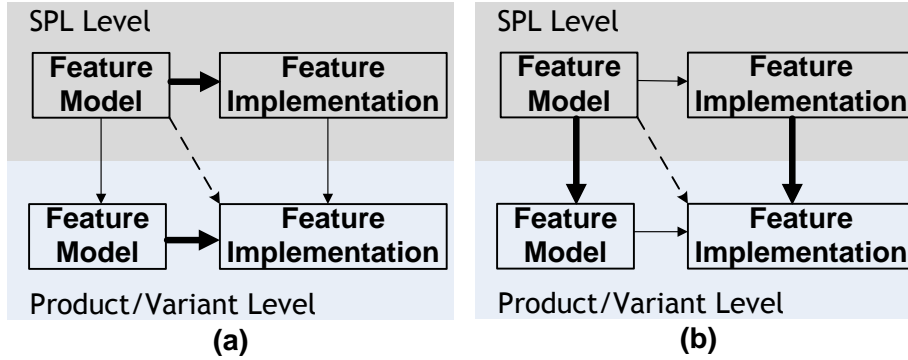 SPL Level
Feature
Model
Feature
Implementation
Feature
Model
Feature
Implementation
Product/Variant Level
(a)
SPL Level
Feature
Model
Feature
Implementation
Feature
Model
Feature
Implementation
Product/Variant Level
(b)